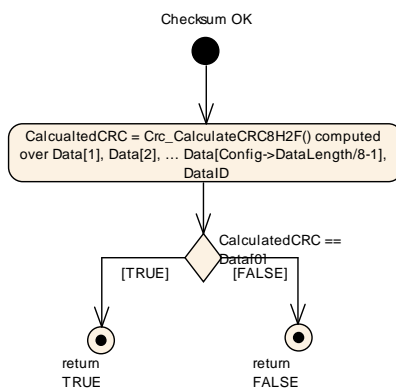 Checksum OK
CalcualtedCRC = Crc_CalculateCRC8H2F() computed
over Data[1], Data[2], … Data[Config->DataLength/8-1],
DataID
CalculatedCRC ==
Data[0]
[TRUE]
[FALSE]
return
TRUE
return
FALSE